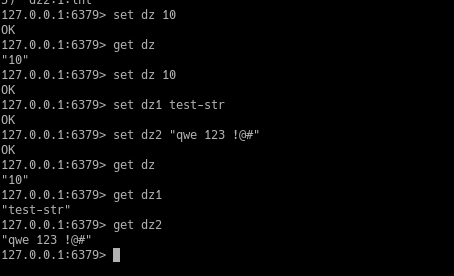 127.0.0.1:6379> set dz 10
OK
127.0.0.1:6379> get dz
"10"
127.0.0.1:6379> set dz 10
OK
127.0.0.1:6379> set dz1 test-str
OK
127.0.0.1:6379> set dz2 "qwe 123 !@#"
OK
127.0.0.1:6379> get dz
"10"
127.0.0.1:6379> get dz1
"test-str"
127.0.0.1:6379> get dz2
"qwe 123 !@#"
127.0.0.1:6379>